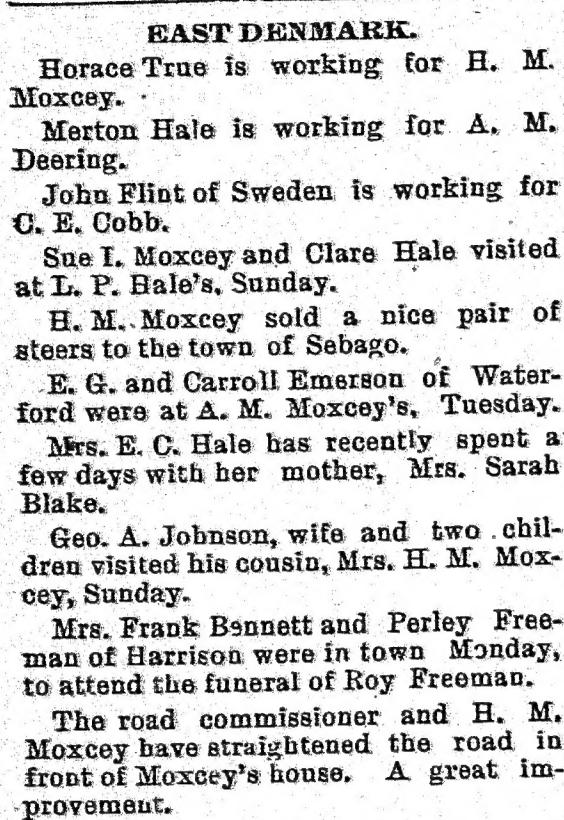 EAST DENMARK.
Horace True is working for H. M.
Moxcey.
Merton Hale is working for A. M.
Deering.
John Flint of Sweden is working for
C. E. Cobb.
Sue I. Moxcey and Clare Hale visited
at L. P. Hale's, Sunday.
H. M. Moxcey sold a nice pair of
steers to the town of Sebago.
E. G. and Carroll Emerson of Water-
ford were at A. M. Moxcey's, Tuesday.
Mrs. E. C. Hale has recently spent a
few days with her mother, Mrs. Sarah
Blake.
Geo. A. Johnson, wife and two chil-
dren visited his cousin, Mrs. H. M. Mox-
cey, Sunday.
Mrs. Frank Bennett and Perley Free-
man of Harrison were in town Monday,
to attend the funeral of Roy Freeman.
The road commissioner and H. M.
Moxcey have straightened the road in
front of Moxcey's house. A great im-
provement.